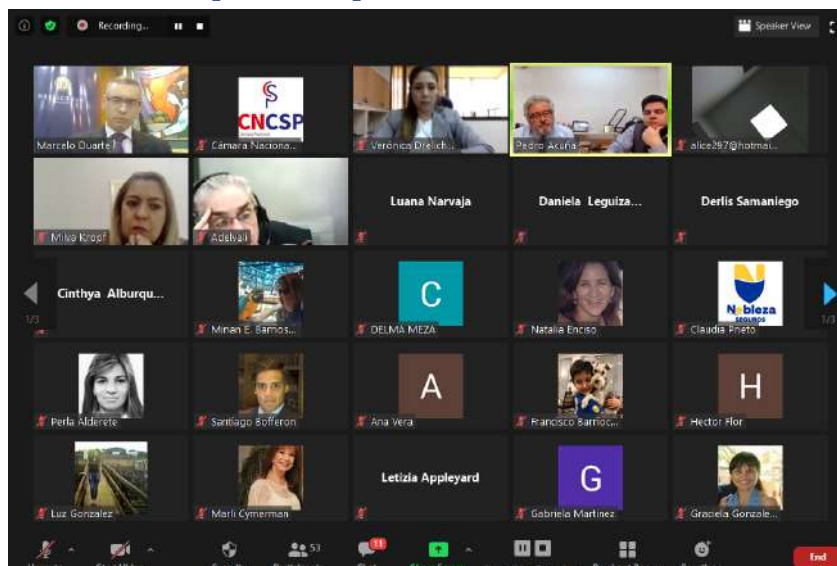 Recording...
Speaker View
Marcelo Duarte
CNCSP
Cámara Naciona...
Verónica Drelich...
Pedro Acuña
alice297@hotmai...
Milva Kropf
Adelvali
Luana Narvaja
Daniela Leguiza...
Derlis Samaniego
Cinthya Alburqu...
1/3
Mirian E. Barrios...
C
DELMA MEZA
Natalia Enciso
Nobleza
SEGUROS
Claudia Prieto
1/3
Perla Alderete
Santiago Bofferon
A
Ana Vera
Francisco Barrioc...
H
Hector Flor
Luz Gonzalez
Marli Cymerman
Letizia Appleyard
G
Gabriela Martinez
Graciela Gonzale...
53
11
End